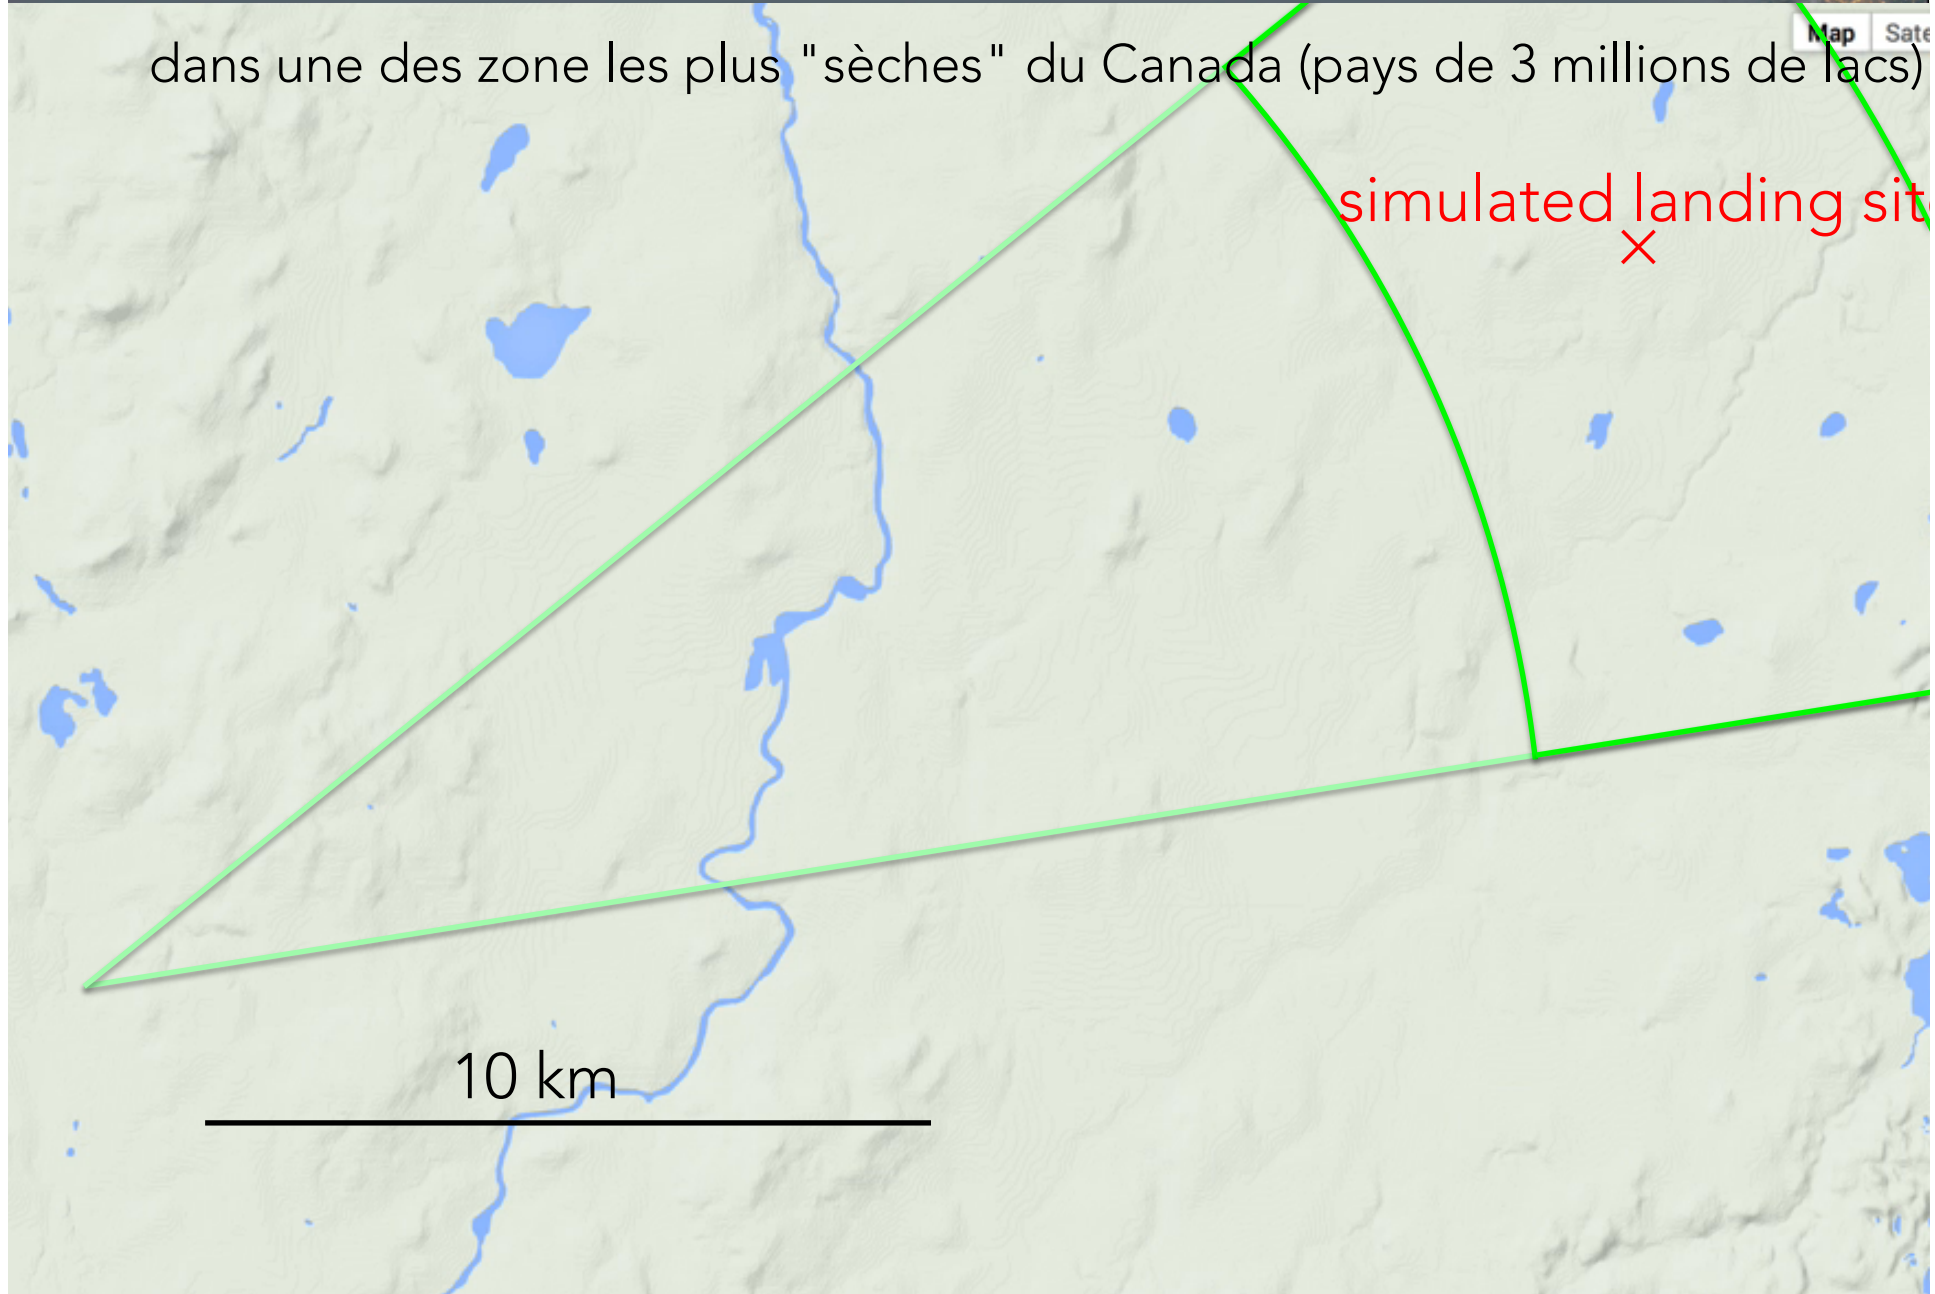 dans une des zone les plus "sèches" du Canada (pays de 3 millions de lacs)
Map
simulated landing
10 km